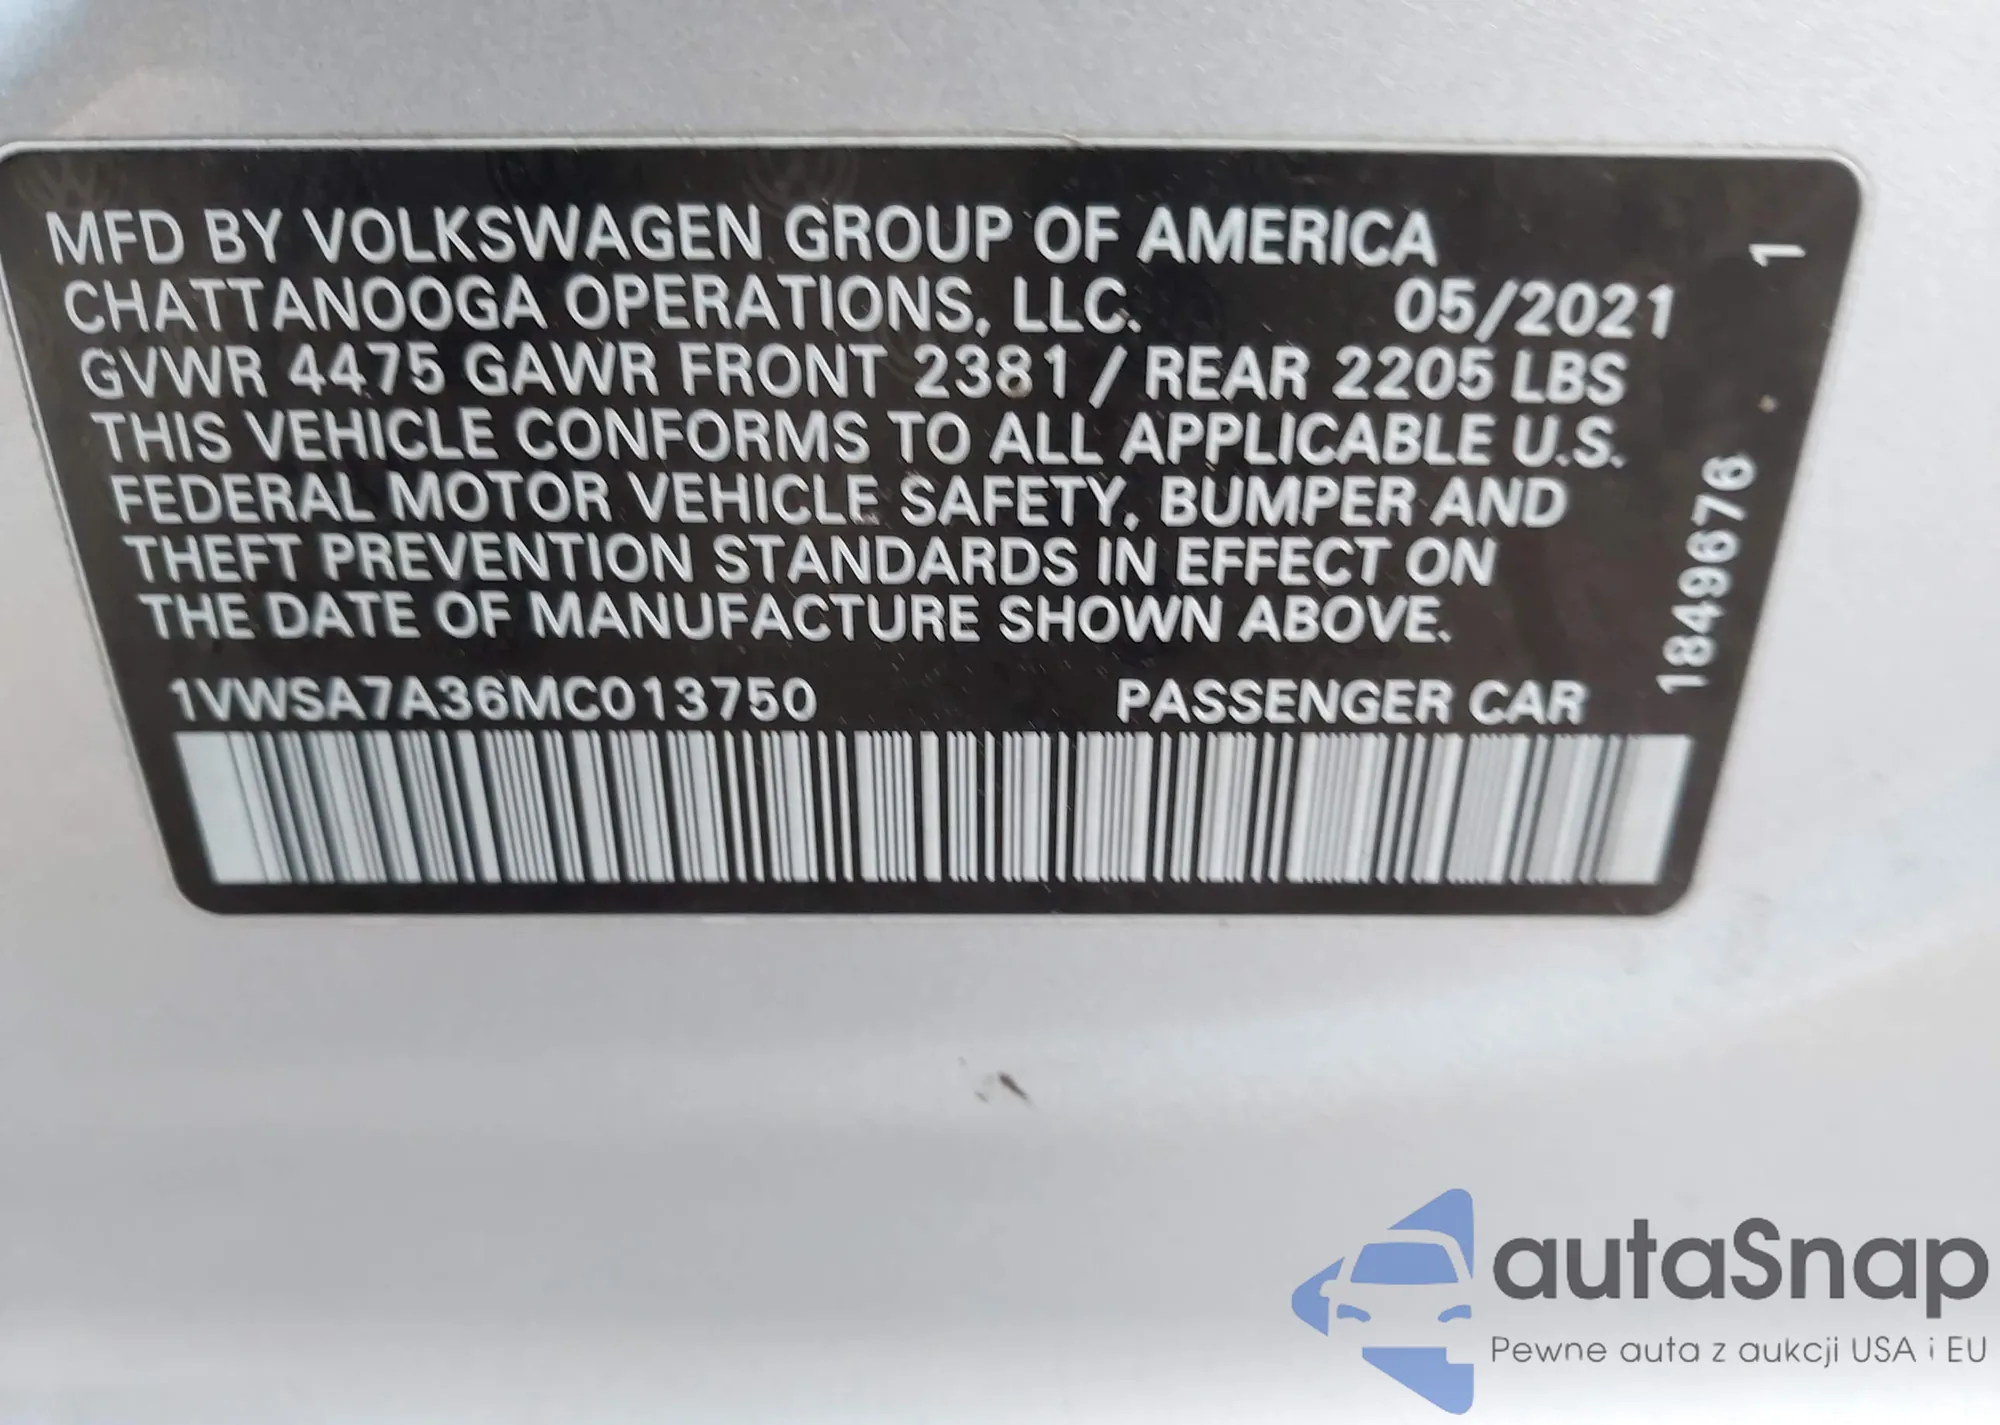 MFD BY VOLKSWAGEN GROUP OF AMERICA
CHATTANOOGA OPERATIONS, LLC. 05/2021
GVWR 4475 GAWR FRONT 2381 / REAR 2205 LBS
THIS VEHICLE CONFORMS TO ALL APPLICABLE U.S.
FEDERAL MOTOR VEHICLE SAFETY, BUMPER AND
THEFT PREVENTION STANDARDS IN EFFECT ON
THE DATE OF MANUFACTURE SHOWN ABOVE.
1VWSA7A36MC013750 PASSENGER CAR
1849676 1
autaSnap
Pewne auta z aukcji USA i EU